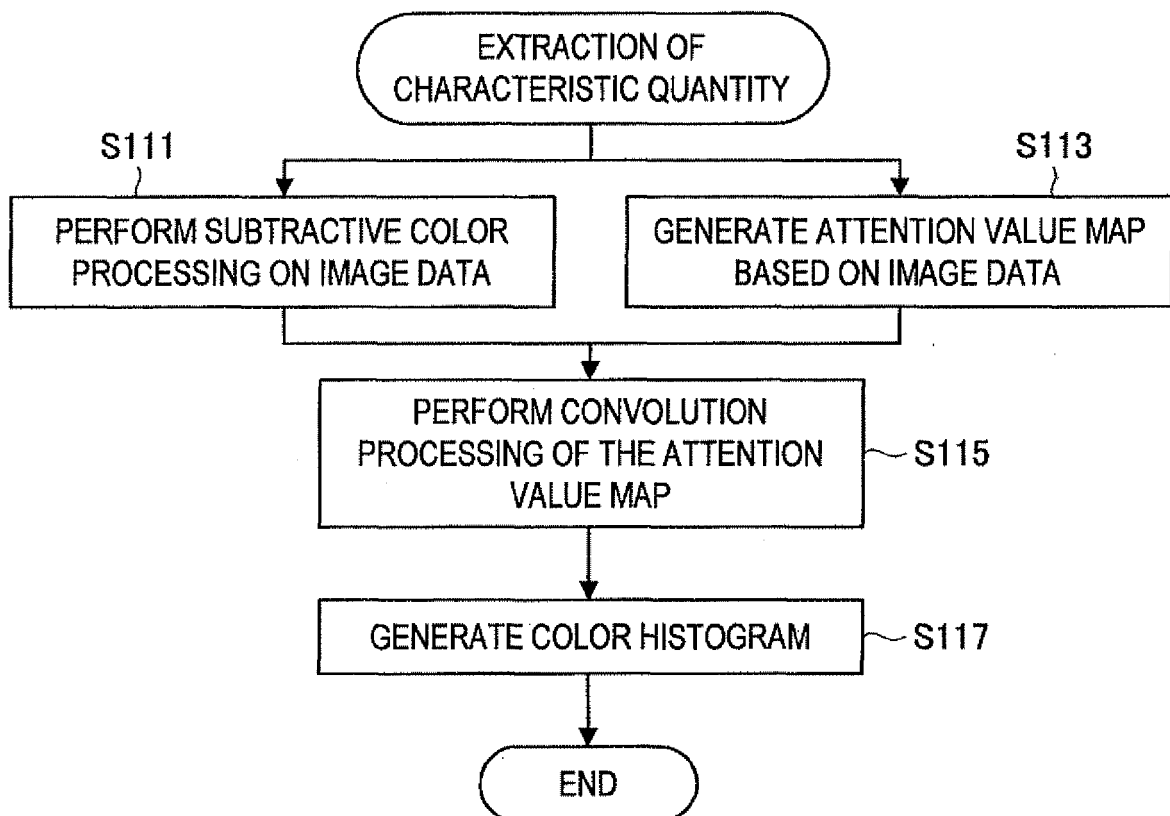 EXTRACTION OF
CHARACTERISTIC QUANTITY
S111
S113
PERFORM SUBTRACTIVE COLOR
PROCESSING ON IMAGE DATA
GENERATE ATTENTION VALUE MAP
BASED ON IMAGE DATA
PERFORM CONVOLUTION
PROCESSING OF THE ATTENTION
VALUE MAP
S115
GENERATE COLOR HISTOGRAM
S117
END